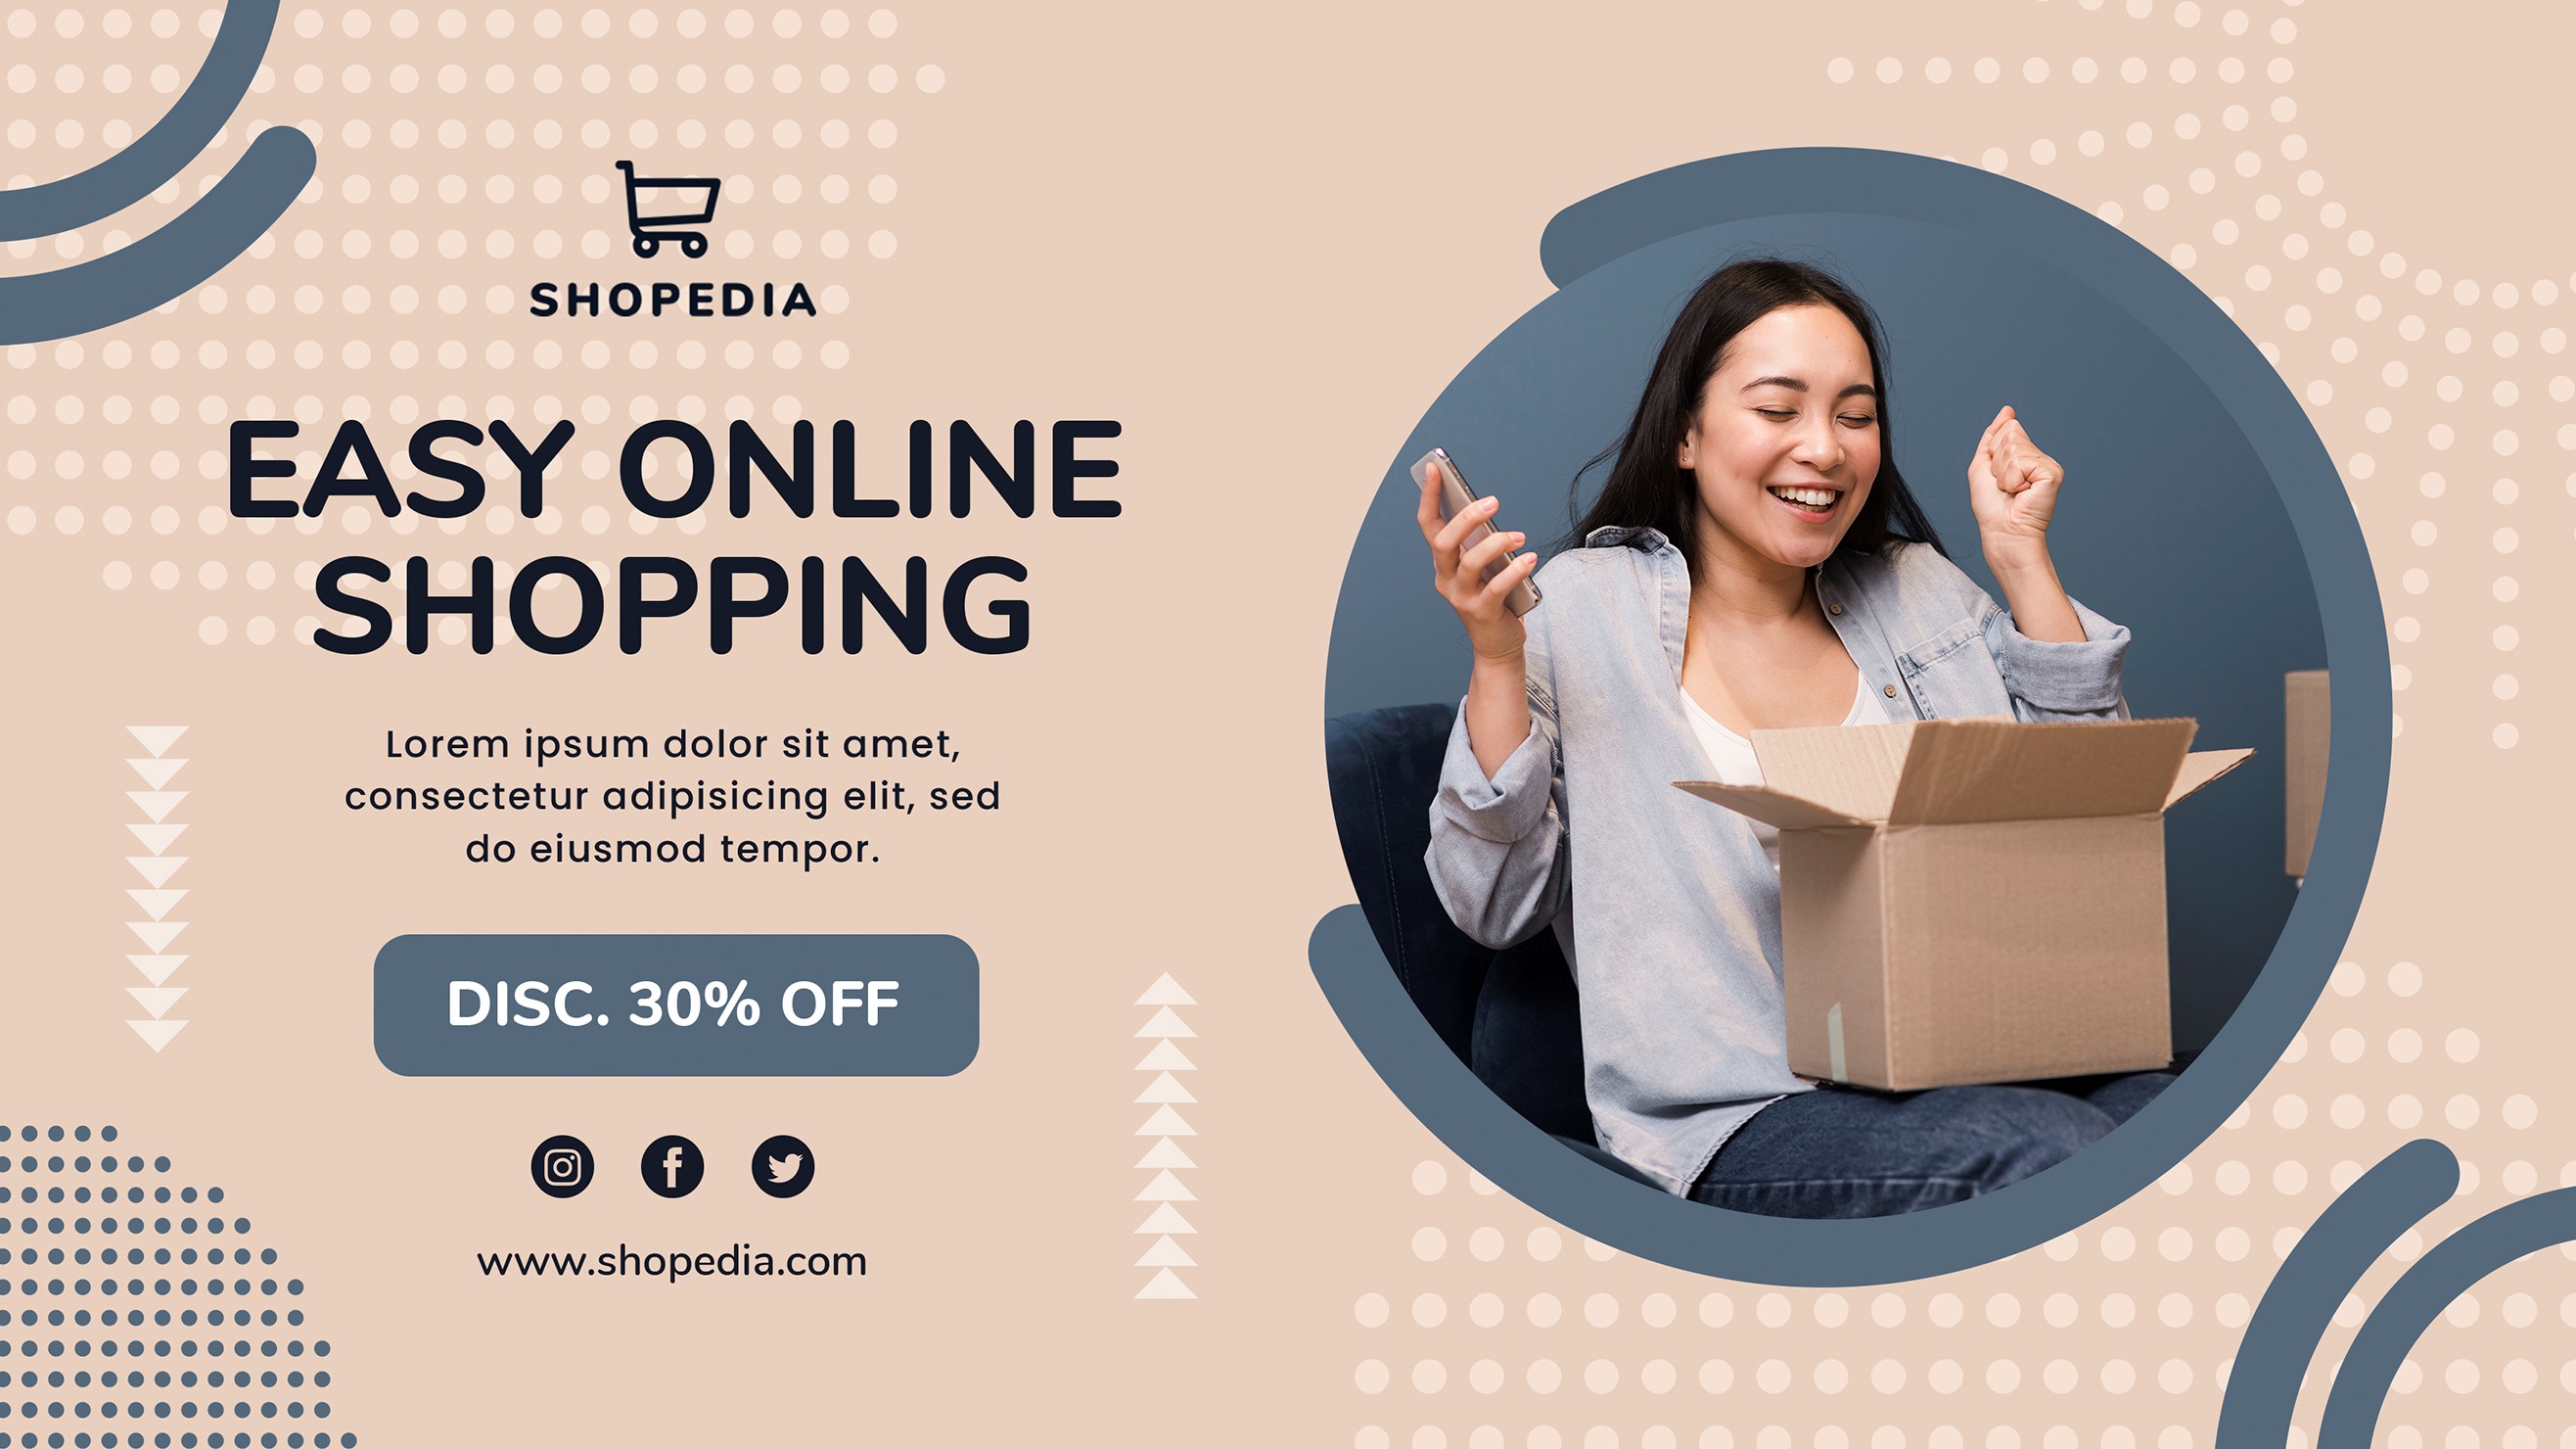 SHOPEDIA
EASY ONLINE
SHOPPING
Lorem ipsum dolor sit amet,
consectetur adipisicing elit, sed
do eiusmod tempor.
DISC. 30% OFF
www.shopedia.com